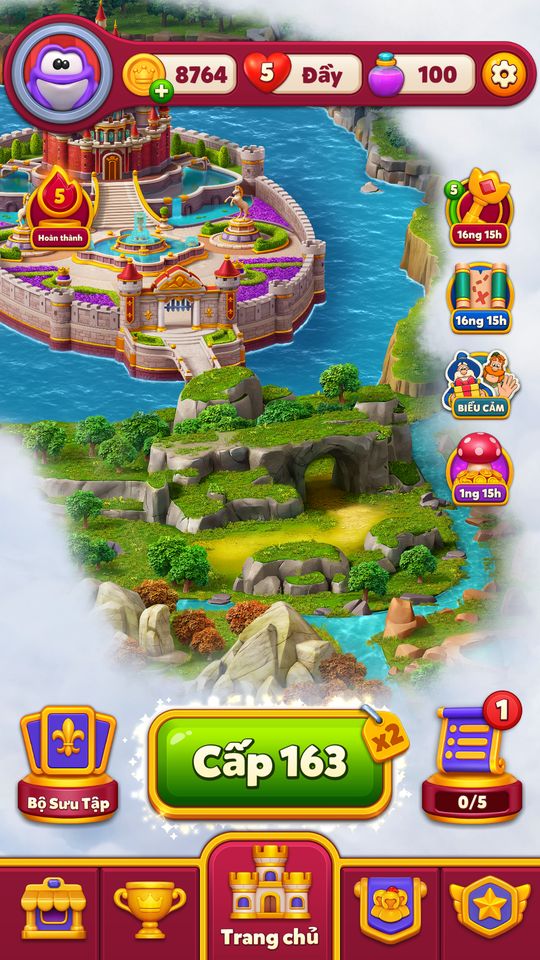 8764
5
Đầy
100
5
Hoàn thành
5
16ng 15h
16ng 15h
BIỂU CẢM
1ng 15h
x2
Cấp 163
1
Bộ Sưu Tập
0/5
Trang chủ